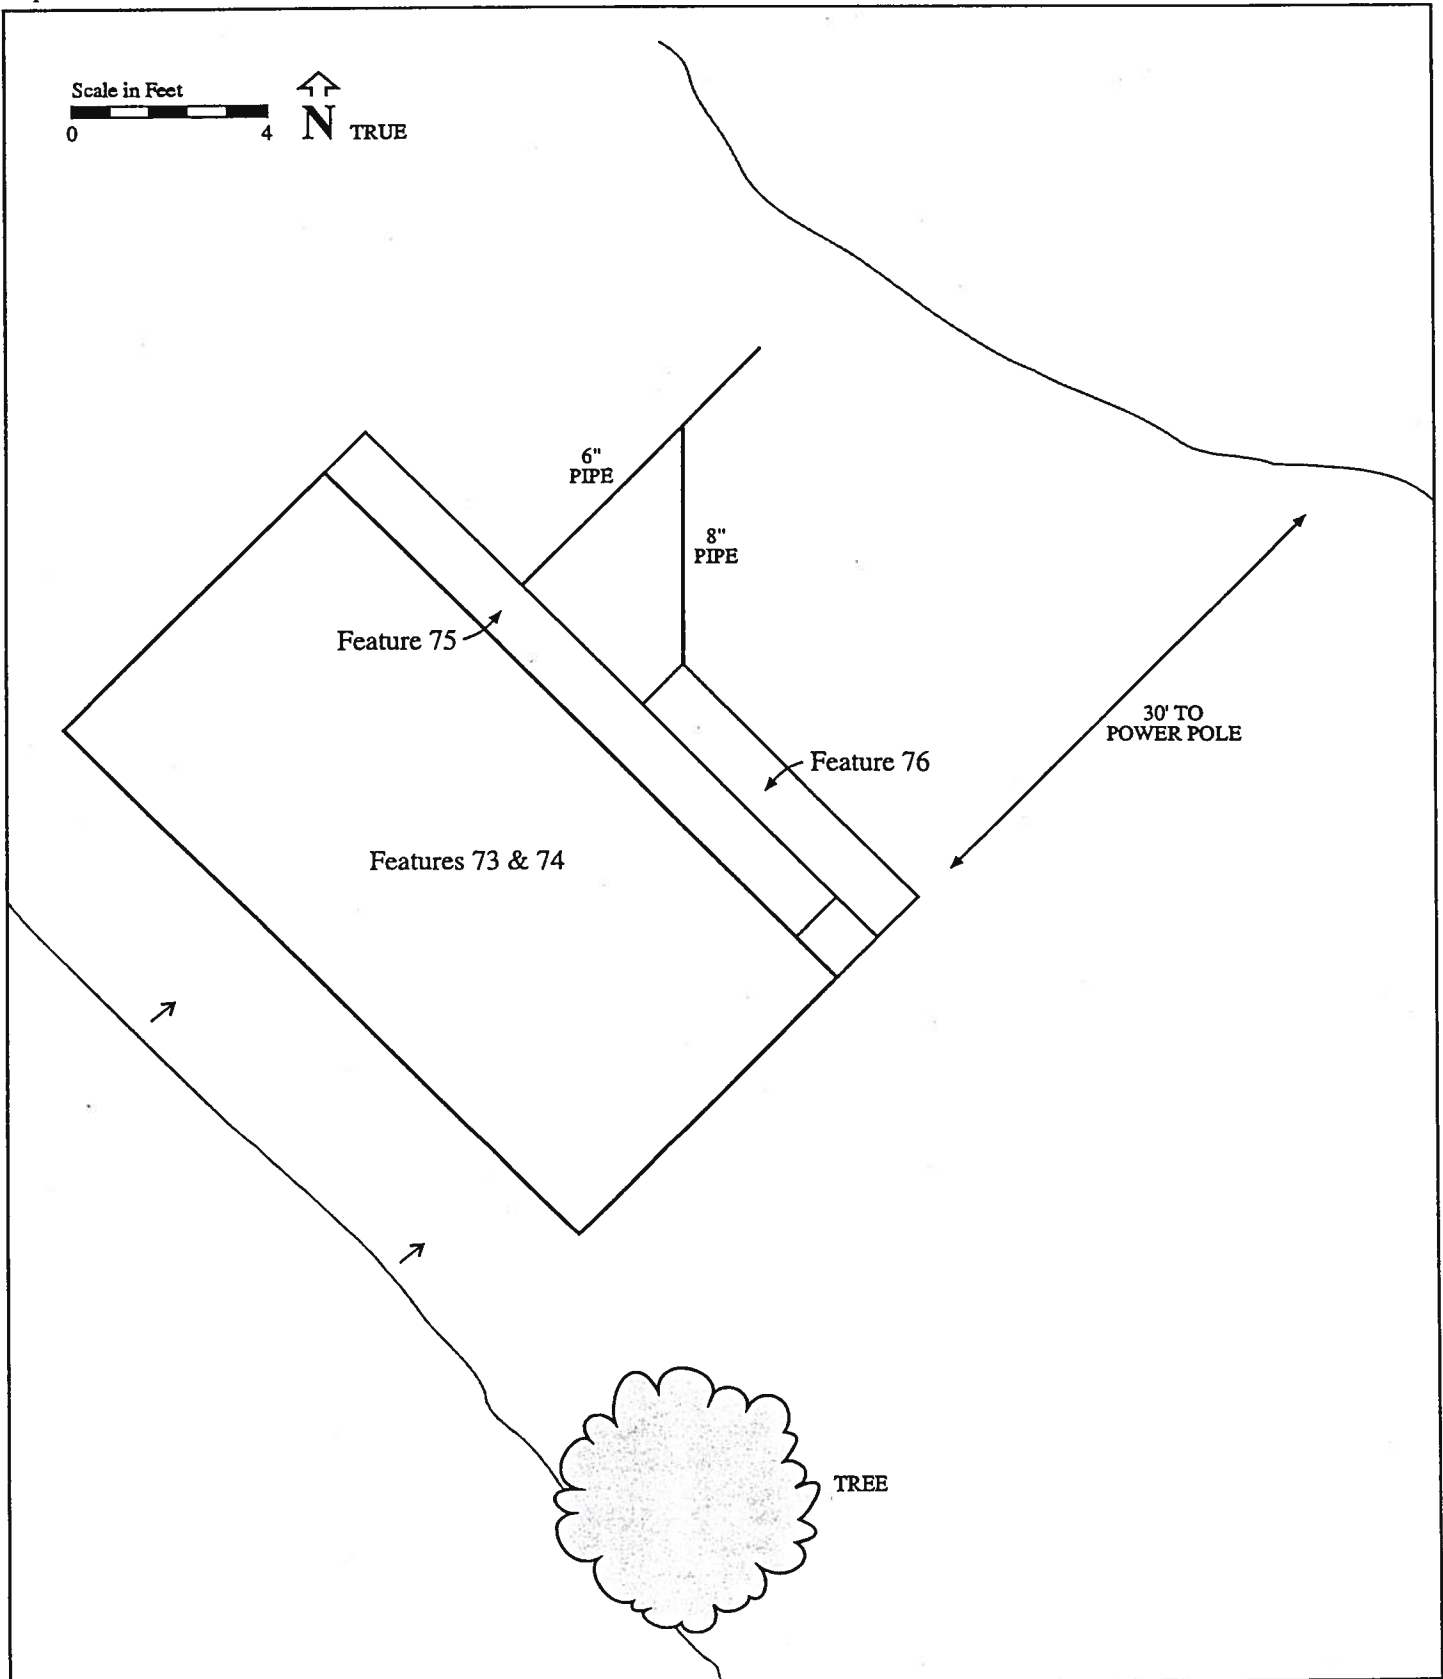 Scale in Feet
0 4
N TRUE
6"
PIPE
8"
PIPE
Feature 75
30' TO
POWER POLE
Feature 76
Features 73 & 74
TREE